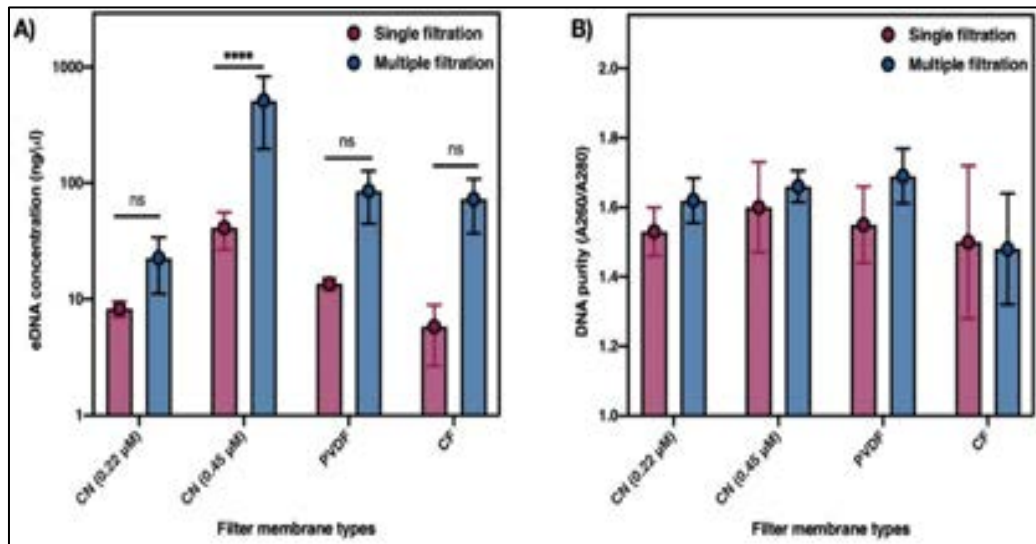 A)
Single filtration
Multiple filtration
****
ns
ns
ns
1000
100
10
1
eDNA concentration (ng/µl)
CN (0.22 µM)
CN (0.45 µM)
PVDF
CF
Filter membrane types
B)
Single filtration
Multiple filtration
2.0
1.8
1.6
1.4
1.2
1.0
DNA purity (A260/A280)
CN (0.22 µM)
CN (0.45 µM)
PVDF
CF
Filter membrane types